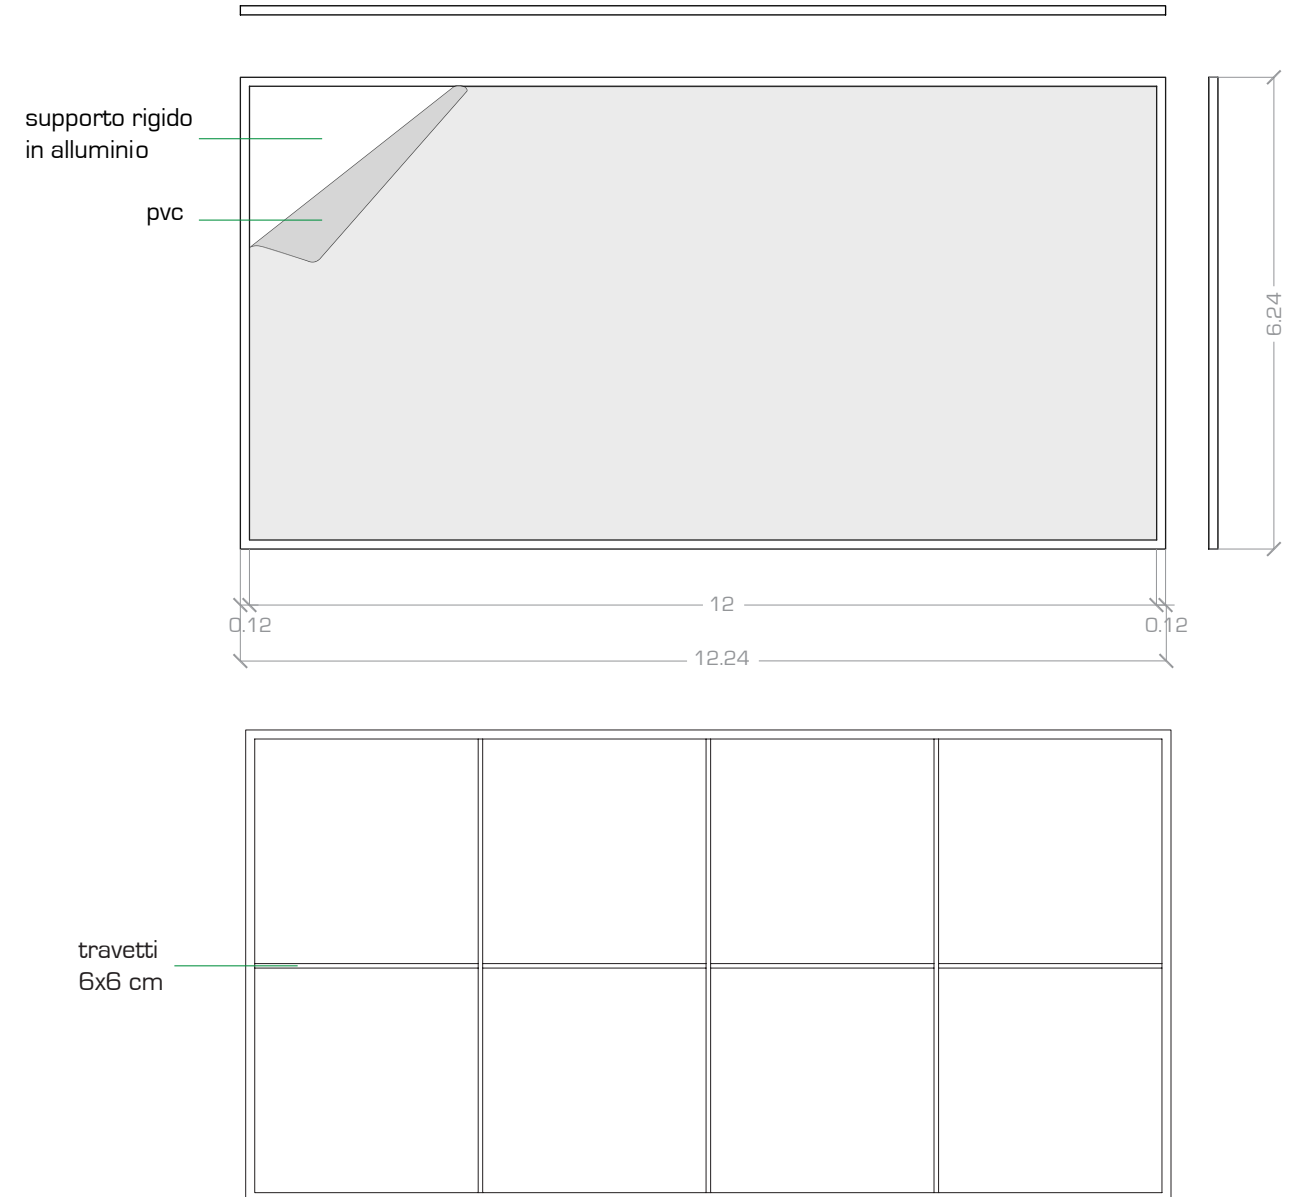 supporto rigido
in alluminio
pvc
6.24
12
0.12
0.12
12.24
travetti
6x6 cm